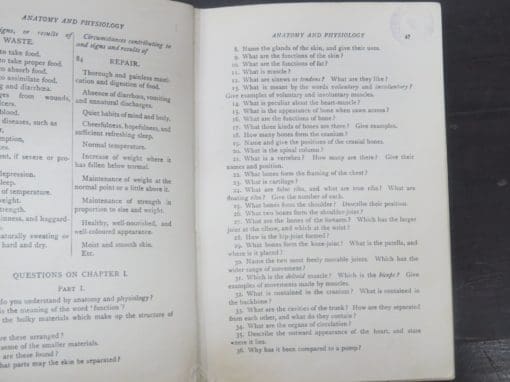 ANATOMY AND PHYSIOLOGY
signs, or results of
WASTE.
to take food.
to take proper food.
to absorb food.
to assimilate food.
and diarrhœa.
from wounds,
blood.
diseases, such as
if severe or pro-
sleep.
of temperature.
weight.
strength.
and haggard-
naturally sweating or
hard and dry.
Circumstances contributing to
and signs and results of
84
REPAIR.
Thorough and painless masti-
cation and digestion of food.
Absence of diarrhœa, vomiting
and unnatural discharges.
Quiet habits of mind and body.
Cheerfulness, hopefulness, and
sufficient refreshing sleep.
Normal temperature.
Increase of weight where it
has fallen below normal.
Maintenance of weight at the
normal point or a little above it.
Maintenance of strength in
proportion to size and weight.
Healthy, well-nourished, and
well-coloured appearance.
Moist and smooth skin.
Etc.
QUESTIONS ON CHAPTER I.
PART I.
do you understand by anatomy and physiology?
is the meaning of the word 'function'?
the bulky materials which make up the structure of
are these arranged?
some of the smaller materials.
are these found?
what parts may the skin be separated?
ANATOMY AND PHYSIOLOGY 47
8. Name the glands of the skin, and give their uses.
9. What are the functions of the skin?
10. What are the functions of fat?
11. What is muscle?
12. What are sinews or tendons? What are they like?
13. What is meant by the words voluntary and involuntary?
Give examples of voluntary and involuntary muscles.
14. What is peculiar about the heart-muscle?
15. What is the appearance of bone when sawn across?
16. What are the functions of bone?
17. What three kinds of bones are there? Give examples.
18. How many bones form the cranium?
19. Name and give the positions of the cranial bones.
20. What is the spinal column?
21. What is a vertebra? How many are there? Give their
names and position.
22. What bones form the framing of the chest?
23. What is cartilage?
24. What are false ribs, and what are true ribs? What are
floating ribs? Give the number of each.
25. What bones form the shoulder? Describe their position.
26. What two bones form the shoulder-joint?
27. What are the bones of the forearm? Which has the larger
joint at the elbow, and which at the wrist?
28. How is the hip-joint formed?
29. What bones form the knee-joint? What is the patella, and
where is it placed?
30. Name the two most freely movable joints. Which has the
wider range of movement?
31. Which is the deltoid muscle? Which is the biceps? Give
examples of movements made by muscles.
32. What is contained in the cranium? What is contained in
the backbone?
33. What are the cavities of the trunk? How are they separated
from each other, and what do they contain?
34. What are the organs of circulation?
35. Describe the outward appearance of the heart, and state
where it lies.
36. Why has it been compared to a pump?